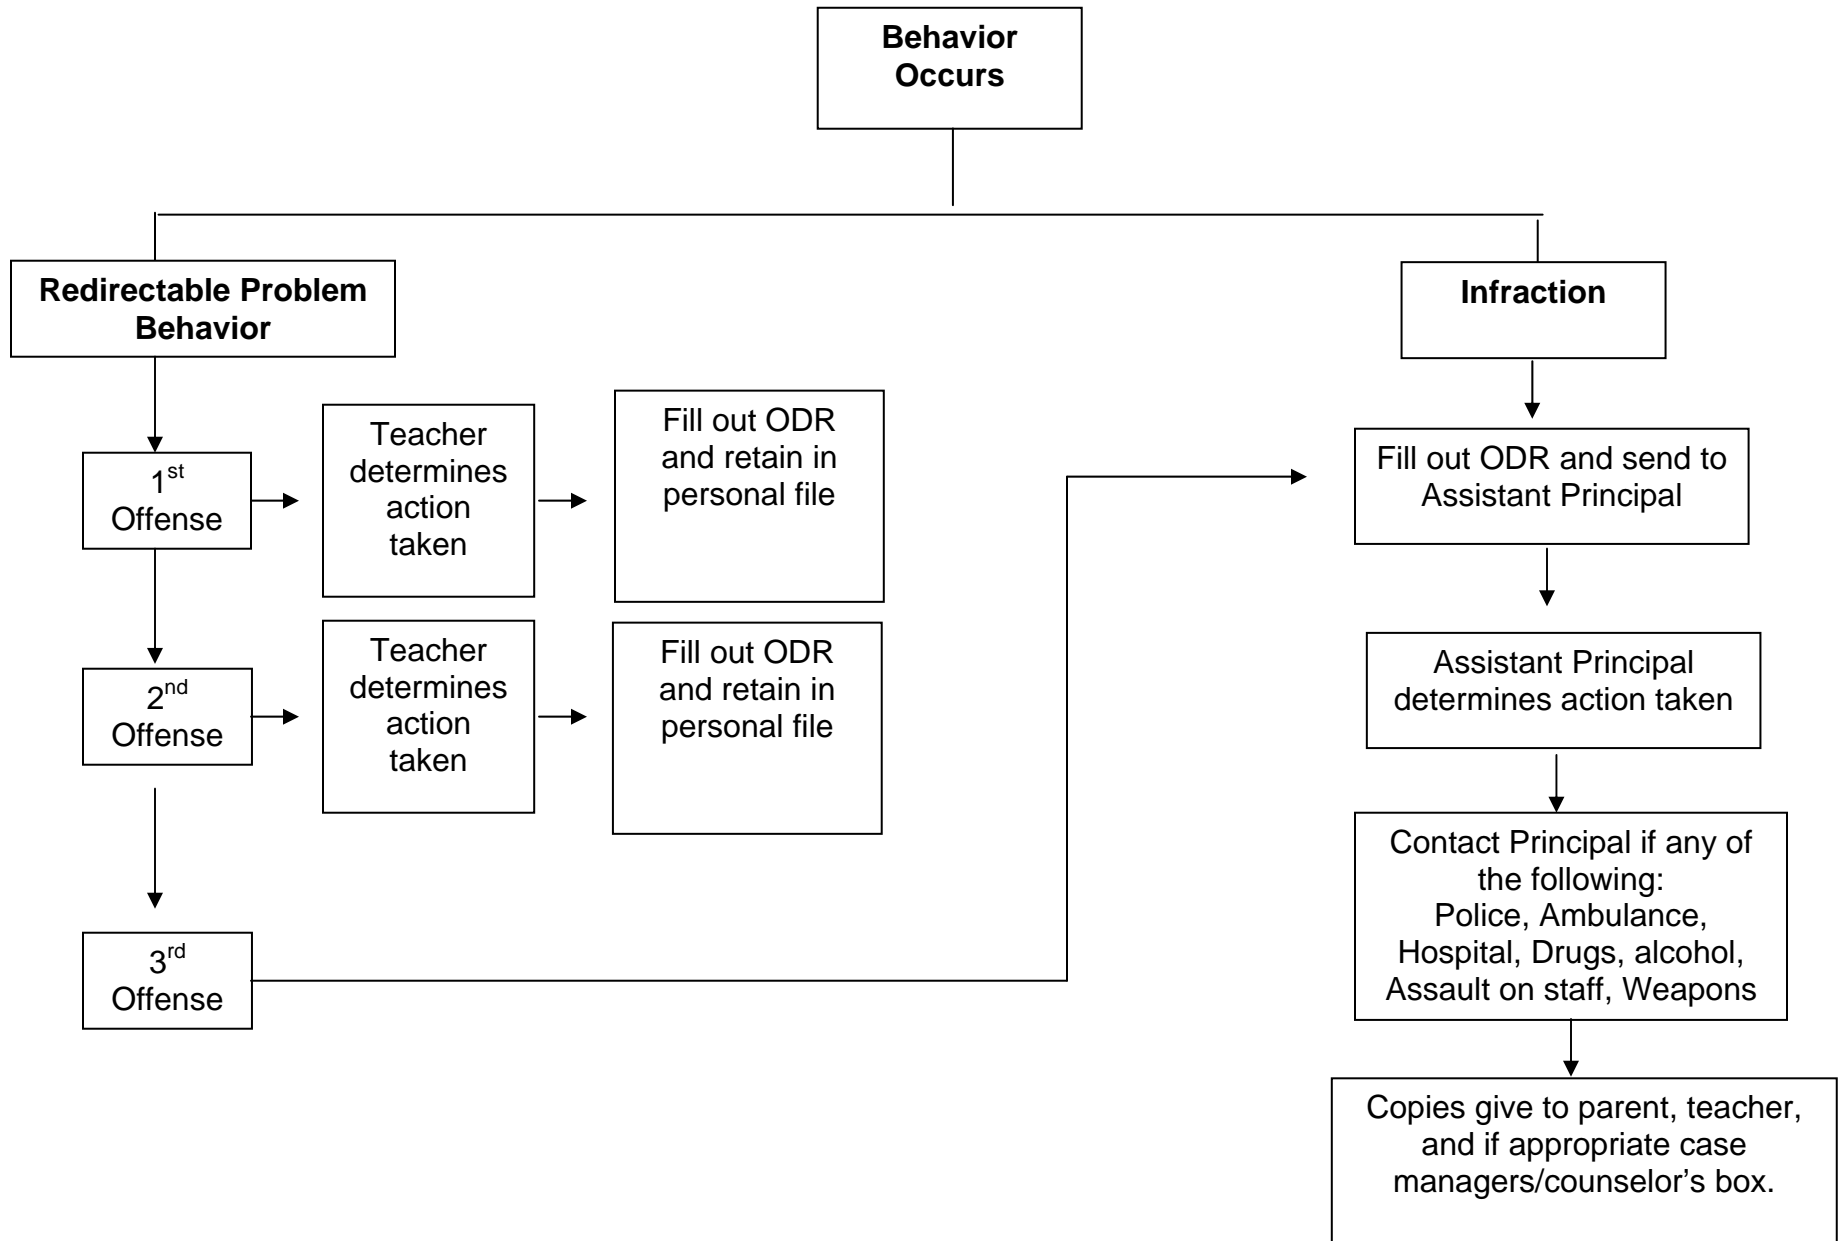 Behavior
Occurs
Redirectable Problem
Behavior
Infraction
1st
Offense
Teacher
determines
action
taken
Fill out ODR
and retain in
personal file
2nd
Offense
Teacher
determines
action
taken
Fill out ODR
and retain in
personal file
3rd
Offense
Fill out ODR and send to
Assistant Principal
Assistant Principal
determines action taken
Contact Principal if any of
the following:
Police, Ambulance,
Hospital, Drugs, alcohol,
Assault on staff, Weapons
Copies give to parent, teacher,
and if appropriate case
managers/counselor’s box.